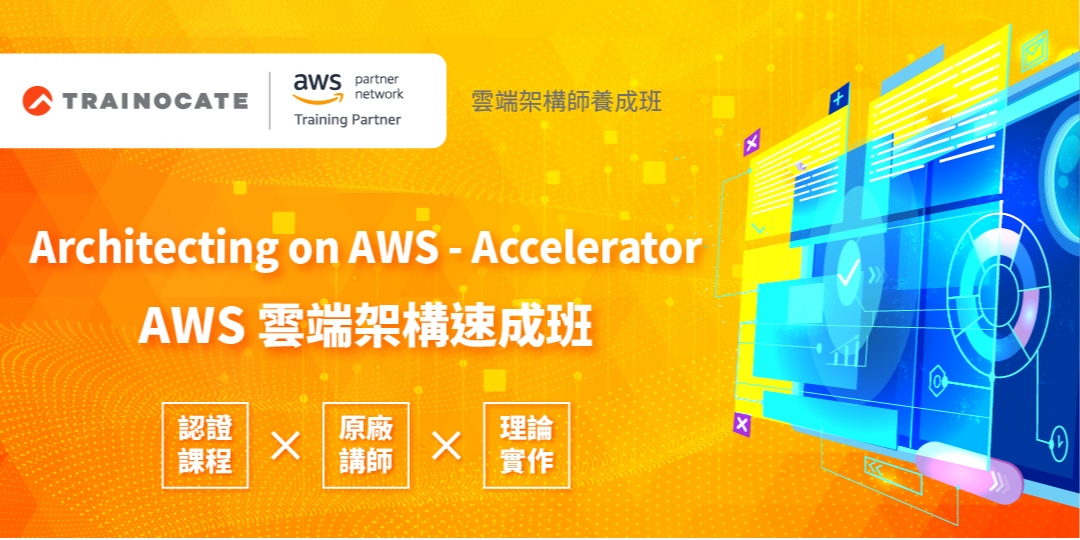 TRAINOCATE
aws partner network
Training Partner
雲端架構師養成班
Architecting on AWS - Accelerator
AWS 雲端架構速成班
認證
課程
×
原廠
講師
×
理論
實作